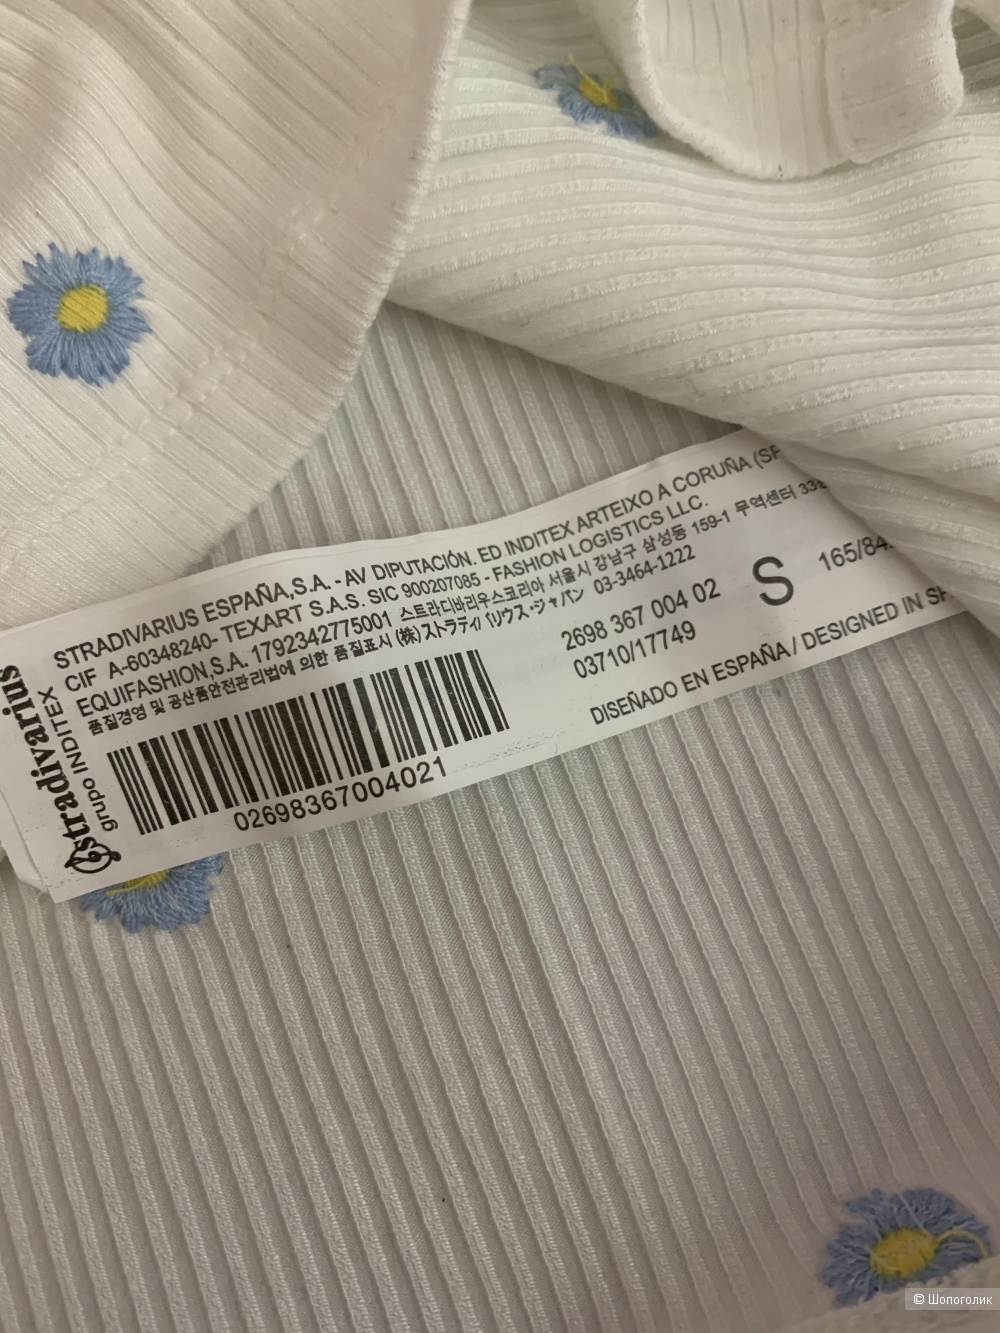 STRADIVARIUS ESPAÑA,S.A. - AV DIPUTACIÓN. ED.INDITEX ARTEIXO A CORUÑA (SP
CIF A-60348240- TEXART S.A.S. SIC 900207085 - FASHION LOGISTICS LLC.
EQUIFASHION,S.A. 1792342775001 스트라디바리우스코리아 서울시 강남구 삼성동 159-1 무역센터 33
품질경영 및 공산품안전관리법에 의한 품질표시 (株)ストラディバリウス・ジャパン 03-3464-1222
stradivarius
grupo INDITEX
02698367004021
2698 367 004 02
03710/17749
S
165/84
DISEÑADO EN ESPAÑA / DESIGNED IN SP
© Шопоголик